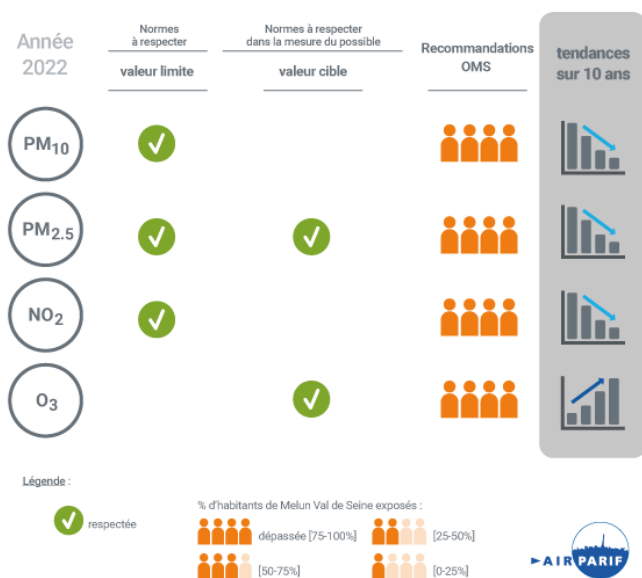 Année
2022
Normes
à respecter
valeur limite
Normes à respecter
dans la mesure du possible
valeur cible
Recommandations
OMS
tendances
sur 10 ans
PM10
PM2.5
NO2
O3
Légende :
respectée
% d'habitants de Melun Val de Seine exposés :
dépassée [75-100%]
[25-50%]
[50-75%]
[0-25%]
AIRPARIF